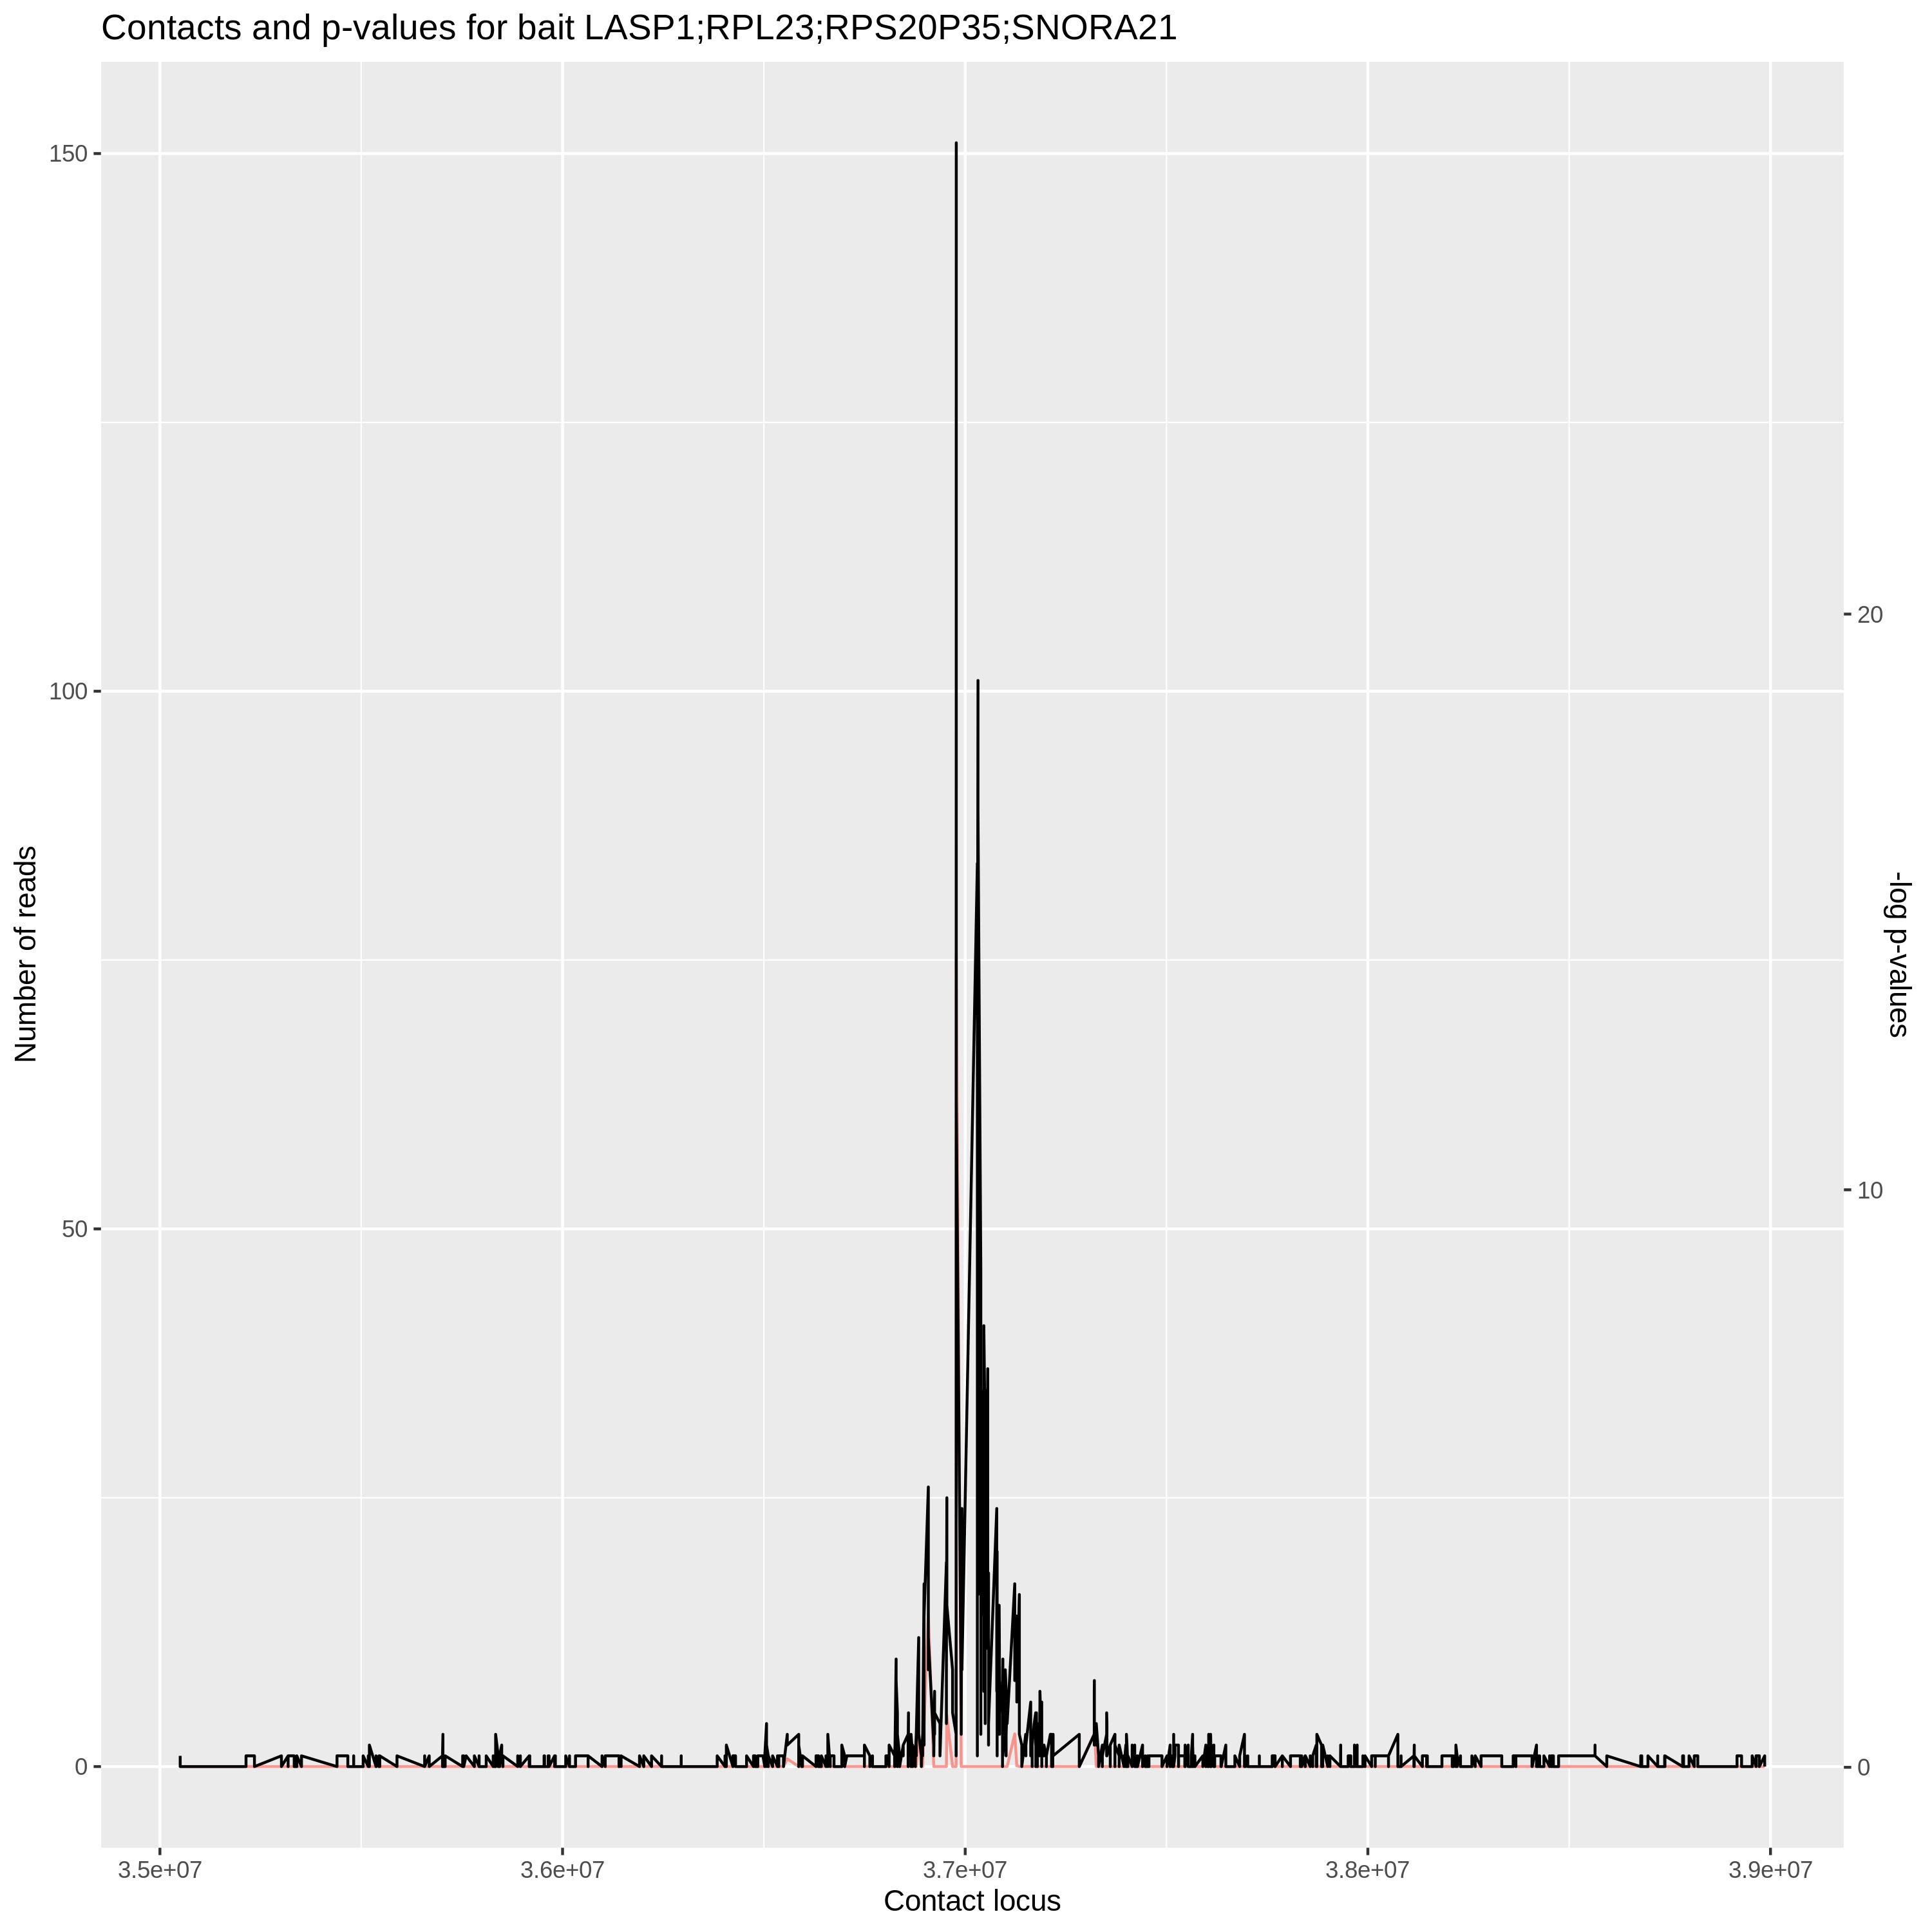 Contacts and p-values for bait LASP1;RPL23;RPS20P35;SNORA21
150
100
50
0
Number of reads
20
10
0
-log p-values
3.5e+07
3.6e+07
3.7e+07
3.8e+07
3.9e+07
Contact locus